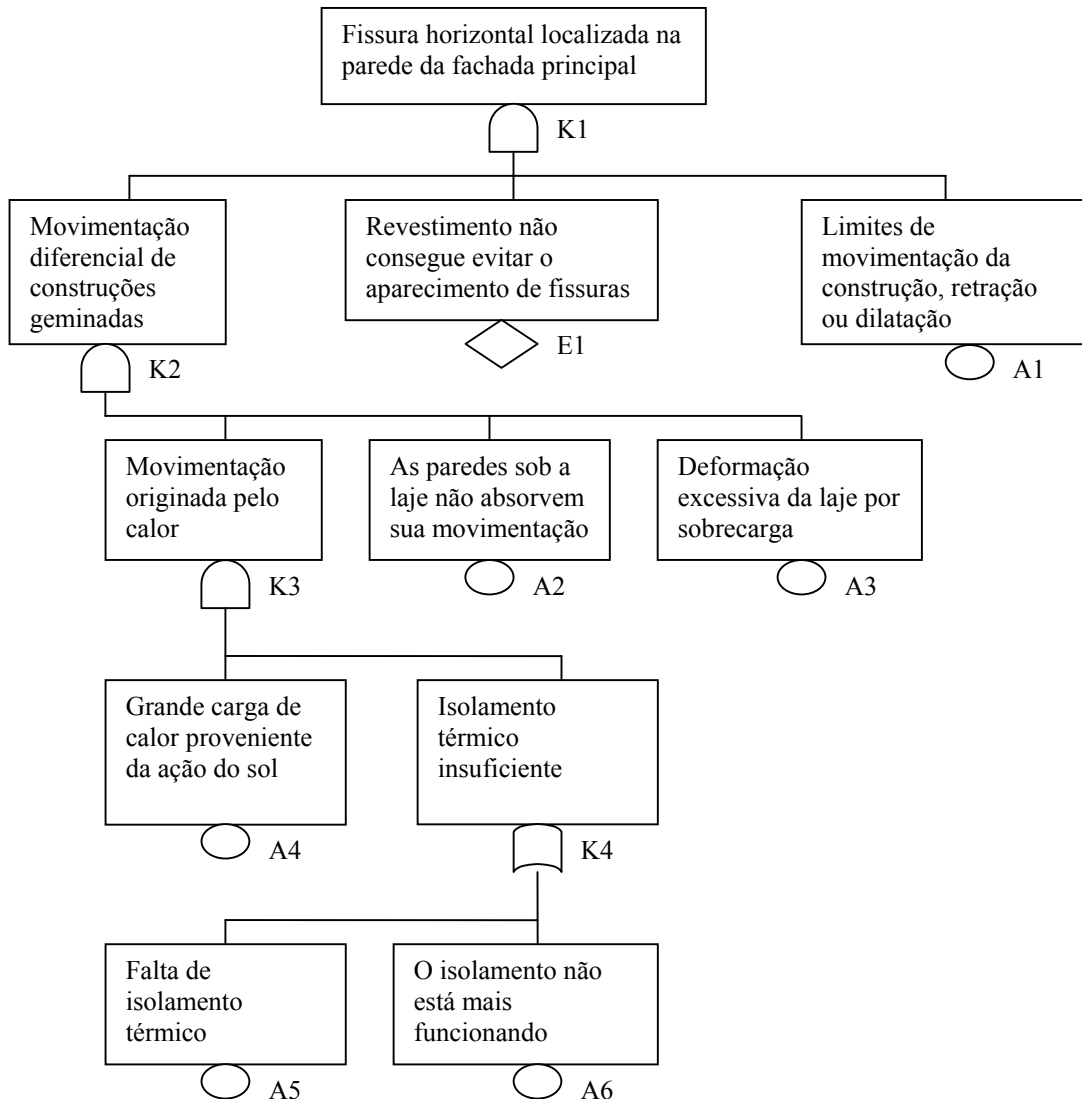 Fissura horizontal localizada na
parede da fachada principal
K1
Movimentação
diferencial de
construções
geminadas
K2
Revestimento não
consegue evitar o
aparecimento de fissuras
E1
Limites de
movimentação da
construção, retração
ou dilatação
A1
Movimentação
originada pelo
calor
K3
As paredes sob a
laje não absorvem
sua movimentação
A2
Deformação
excessiva da laje por
sobrecarga
A3
Grande carga de
calor proveniente
da ação do sol
A4
Isolamento
térmico
insuficiente
K4
Falta de
isolamento
térmico
A5
O isolamento não
está mais
funcionando
A6